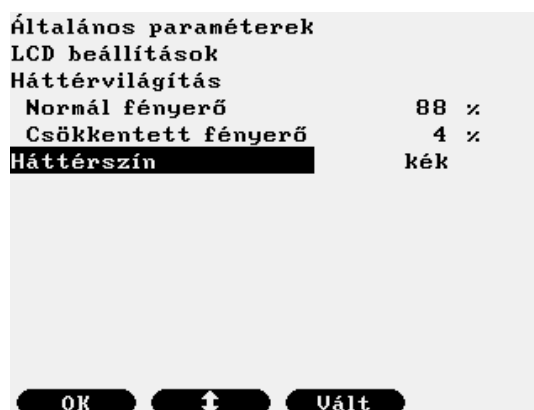 Általános paraméterek
LCD beállítások
Háttérvilágítás
Normál fényerő 88 %
Csökkentett fényerő 4 %
Háttérszín kék
OK Vált